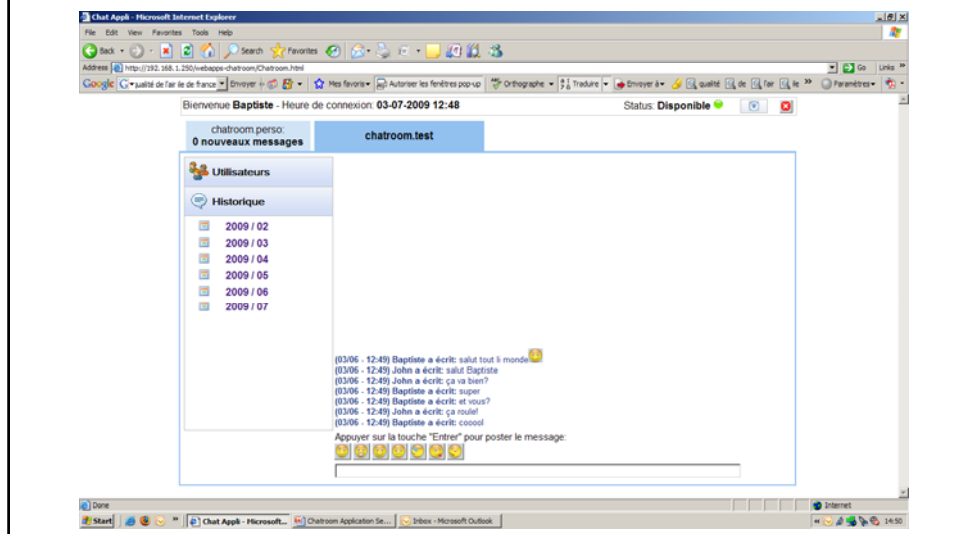 Chat Appli - Microsoft Internet Explorer
File Edit View Favorites Tools Help
Back Search Favorites
Address http://192.168.1.250/webapps-chatroom/Chatroom.html Go Links »
Google qualité de l'air ile de france Envoyer Mes favoris Autoriser les fenêtres pop-up Orthographe Traduire Envoyer à qualité de l'air ile » Paramètres
Bienvenue Baptiste - Heure de connexion: 03-07-2009 12:48 Status: Disponible
chatroom.perso:
0 nouveaux messages
chatroom.test
Utilisateurs
Historique
2009 / 02
2009 / 03
2009 / 04
2009 / 05
2009 / 06
2009 / 07
(03/06 - 12:49) Baptiste a écrit: salut tout li monde
(03/06 - 12:49) John a écrit: salut Baptiste
(03/06 - 12:49) John a écrit: ça va bien?
(03/06 - 12:49) Baptiste a écrit: super
(03/06 - 12:49) Baptiste a écrit: et vous?
(03/06 - 12:49) John a écrit: ça roule!
(03/06 - 12:49) Baptiste a écrit: cooool
Appuyer sur la touche "Entrer" pour poster le message:
Done Internet
Start » Chat Appli - Microsoft... Chatroom Application Se... Inbox - Microsoft Outlook « 14:50